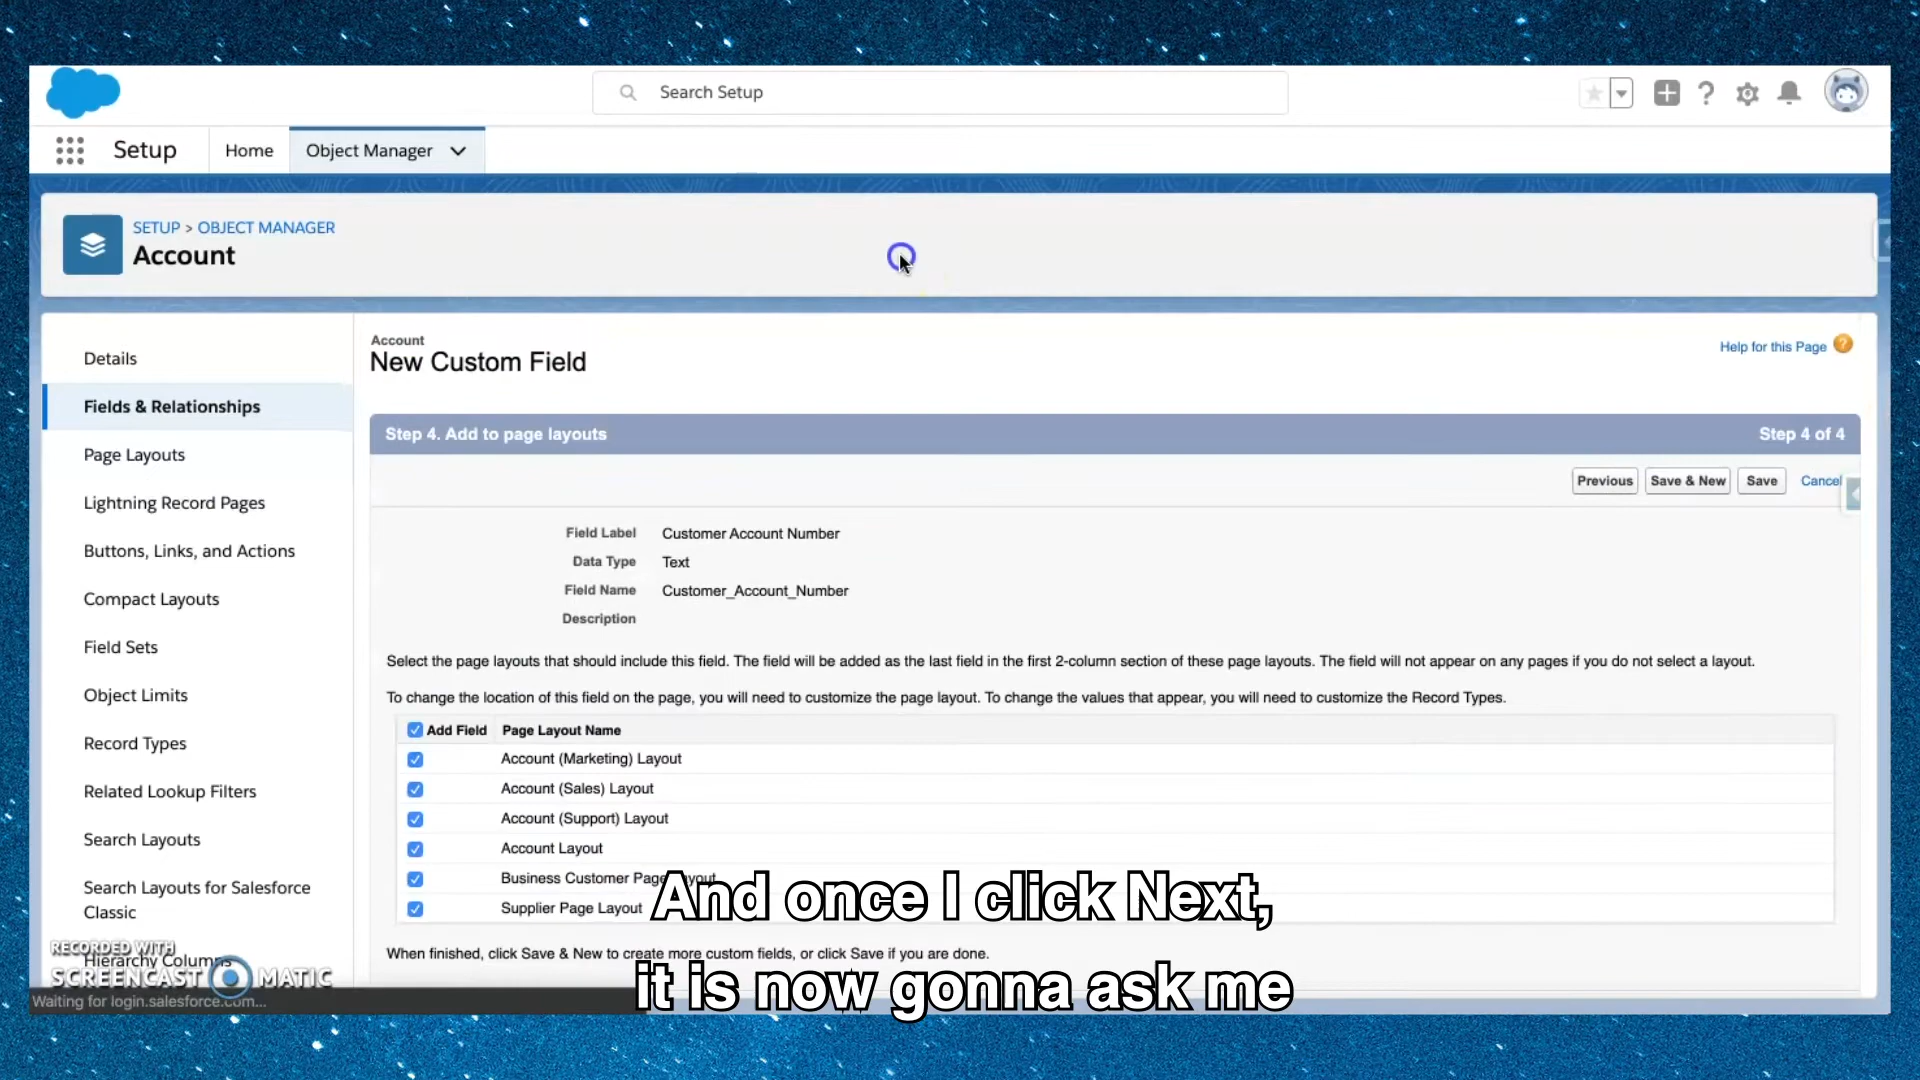 Search Setup
Setup
Home
Object Manager
SETUP > OBJECT MANAGER
Account
Details
Fields & Relationships
Page Layouts
Lightning Record Pages
Buttons, Links, and Actions
Compact Layouts
Field Sets
Object Limits
Record Types
Related Lookup Filters
Search Layouts
Search Layouts for Salesforce
Classic
Hierarchy Columns
Account
New Custom Field
Help for this Page
Step 4. Add to page layouts
Step 4 of 4
Previous
Save & New
Save
Cancel
Field Label Customer Account Number
Data Type Text
Field Name Customer_Account_Number
Description
Select the page layouts that should include this field. The field will be added as the last field in the first 2-column section of these page layouts. The field will not appear on any pages if you do not select a layout.
To change the location of this field on the page, you will need to customize the page layout. To change the values that appear, you will need to customize the Record Types.
Add Field Page Layout Name
Account (Marketing) Layout
Account (Sales) Layout
Account (Support) Layout
Account Layout
Business Customer Page Layout
Supplier Page Layout
When finished, click Save & New to create more custom fields, or click Save if you are done.
And once I click Next,
it is now gonna ask me
RECORDED WITH
SCREENCAST MATIC
Waiting for login.salesforce.com...